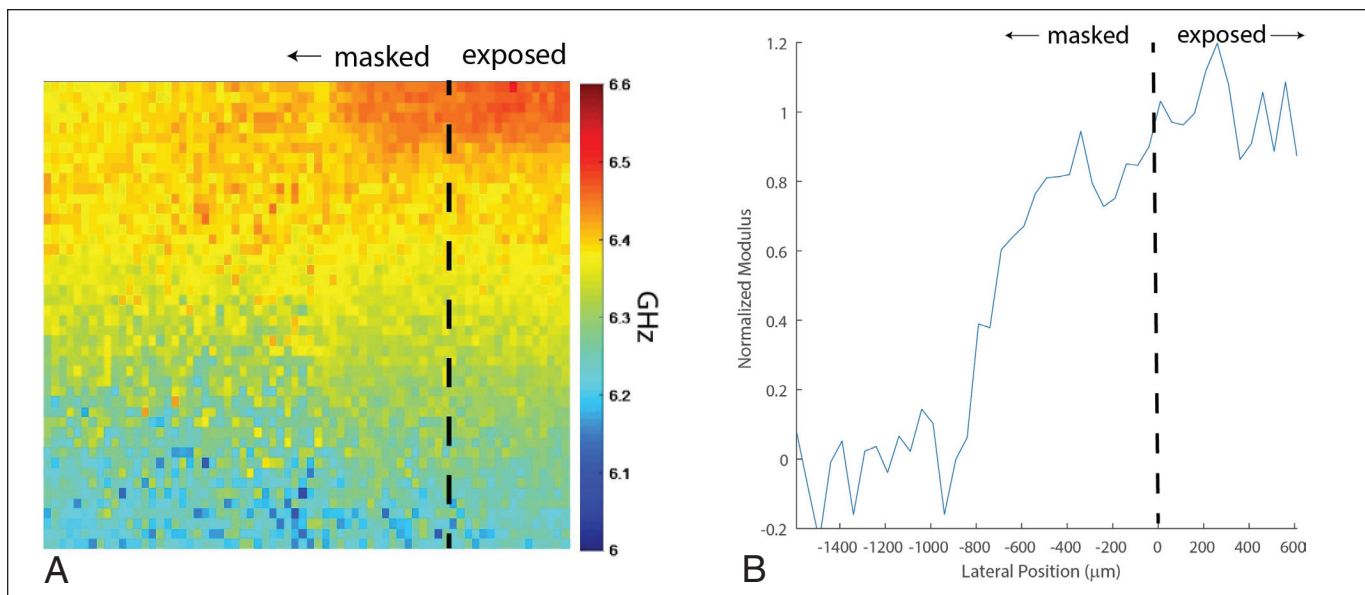 ← masked exposed
6.6
6.5
6.4
6.3
6.2
6.1
6
GHz
A
← masked exposed →
1.2
1
0.8
0.6
0.4
0.2
0
-0.2
Normalized Modulus
-1400 -1200 -1000 -800 -600 -400 -200 0 200 400 600
Lateral Position (μm)
B